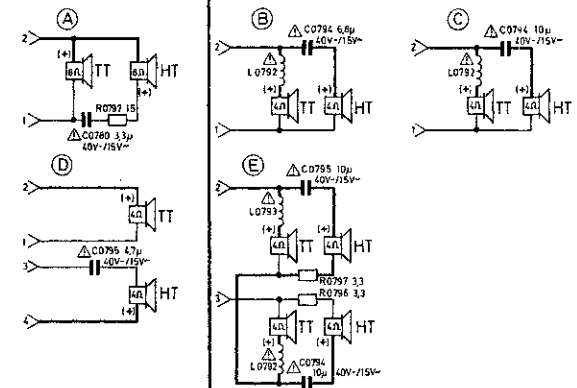 A
2
(+)
8Ω TT
8Ω HT
(+)
R0797 15
1
C0780 3,3µ
40V-/15V~
B
C0794 6,8µ
40V-/15V~
2
L0792
(+)
4Ω TT
4Ω HT
(+)
1
C
C0794 10µ
40V-/15V~
2
L0792
(+)
4Ω TT
4Ω HT
(+)
1
D
2
(+)
4Ω TT
1
C0795 4,7µ
40V-/15V~
3
4Ω HT
(+)
4
E
C0795 10µ
40V-/15V~
2
L0793
(+)
4Ω TT
4Ω HT
(+)
R0797 3,3
R0796 3,3
3
4Ω TT
4Ω HT
(+)
(+)
L0792
C0794
10µ 40V-/15V~